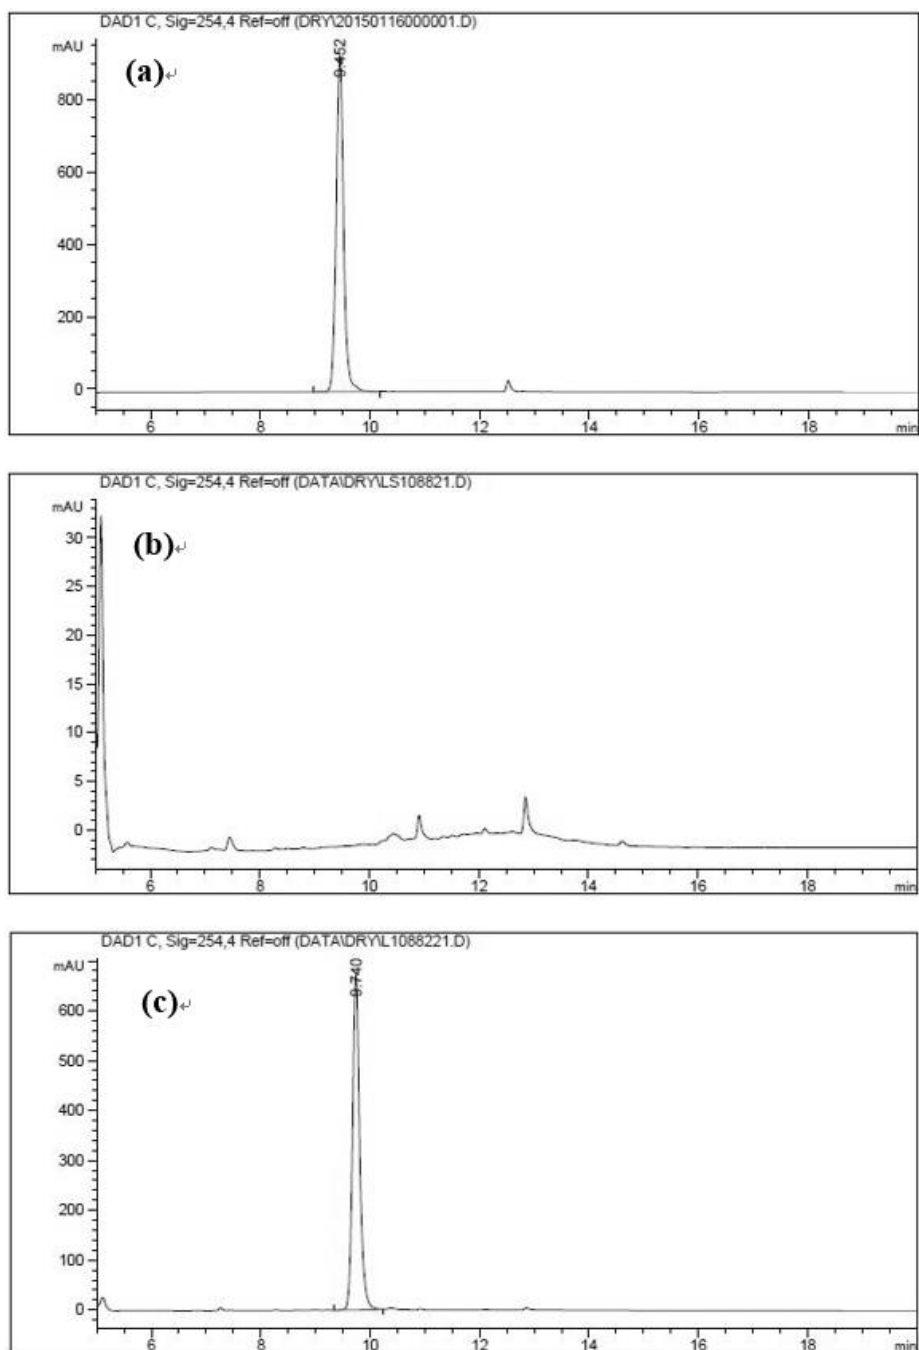 DAD1 C, Sig=254,4 Ref=off (DRY\20150116000001.D)
mAU
(a)↵
9.452
800
600
400
200
0
6 8 10 12 14 16 18 min
DAD1 C, Sig=254,4 Ref=off (DATA\DRY\LS108821.D)
mAU
(b)↵
30
25
20
15
10
5
0
6 8 10 12 14 16 18 min
DAD1 C, Sig=254,4 Ref=off (DATA\DRY\L1088221.D)
mAU
(c)↵
9.740
600
500
400
300
200
100
0
6 8 10 12 14 16 18 min